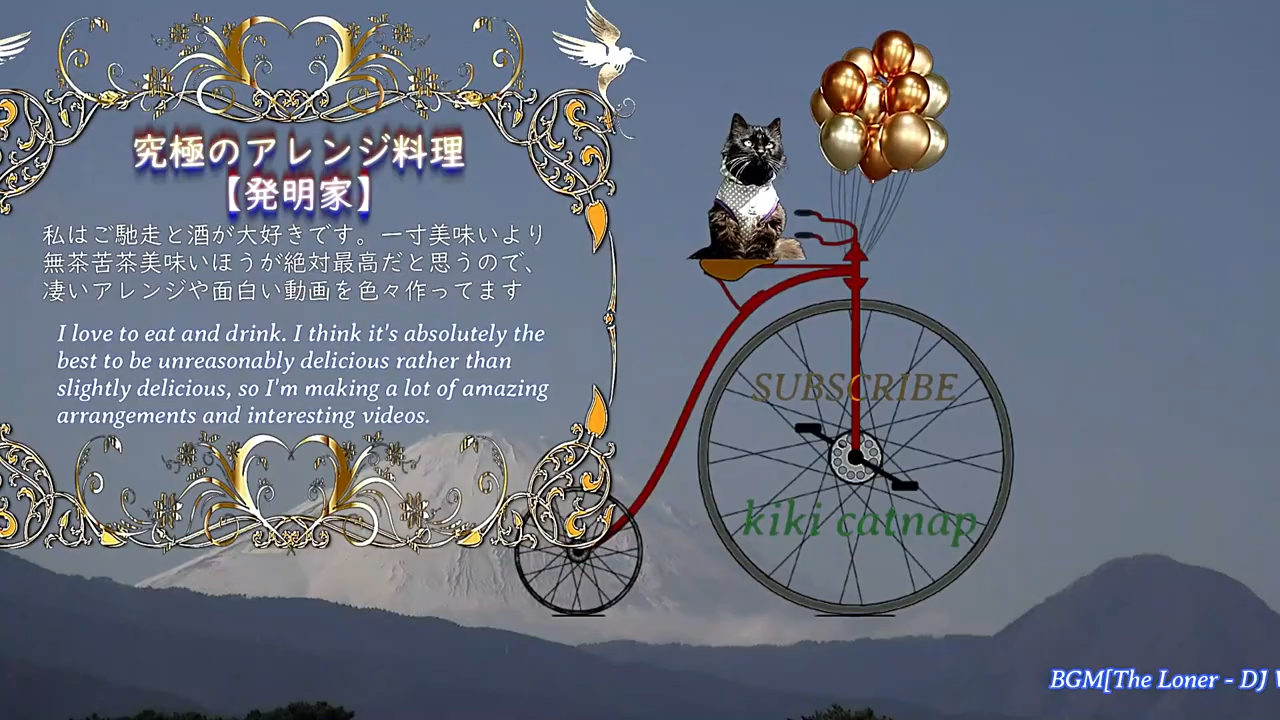 究極のアレンジ料理
【発明家】
私はご馳走と酒が大好きです。一寸美味いより
無茶苦茶美味いほうが絶対最高だと思うので、
凄いアレンジや面白い動画を色々作ってます
I love to eat and drink. I think it's absolutely the
best to be unreasonably delicious rather than
slightly delicious, so I'm making a lot of amazing
arrangements and interesting videos.
SUBSCRIBE
kiki catnap
BGM[The Loner - DJ